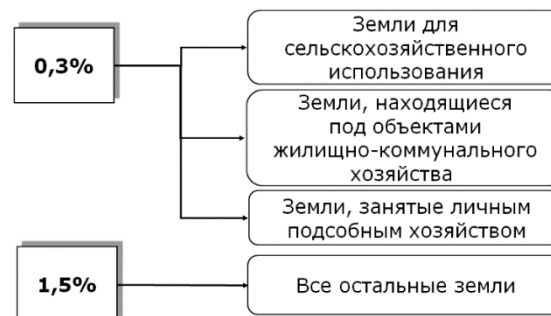 0,3%
Земли для
сельскохозяйственного
использования
Земли, находящиеся
под объектами
жилищно-коммунального
хозяйства
Земли, занятые личным
подсобным хозяйством
1,5%
Все остальные земли